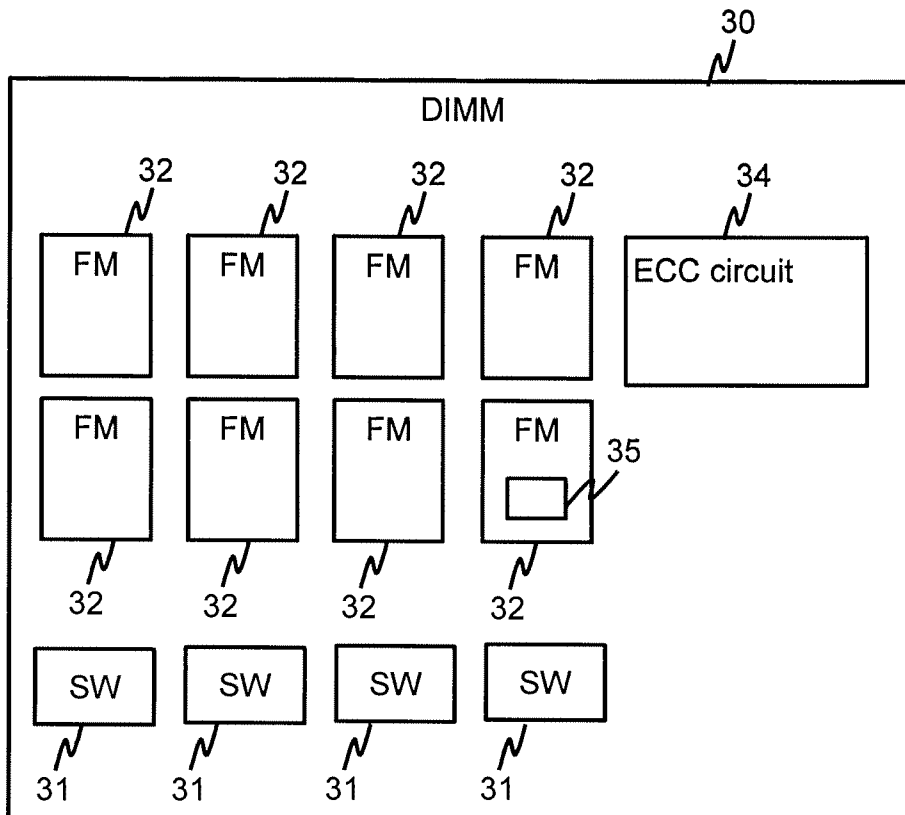 30
DIMM
32 32 32 32 34
FM FM FM FM ECC circuit
FM FM FM FM
35
32 32 32 32
SW SW SW SW
31 31 31 31